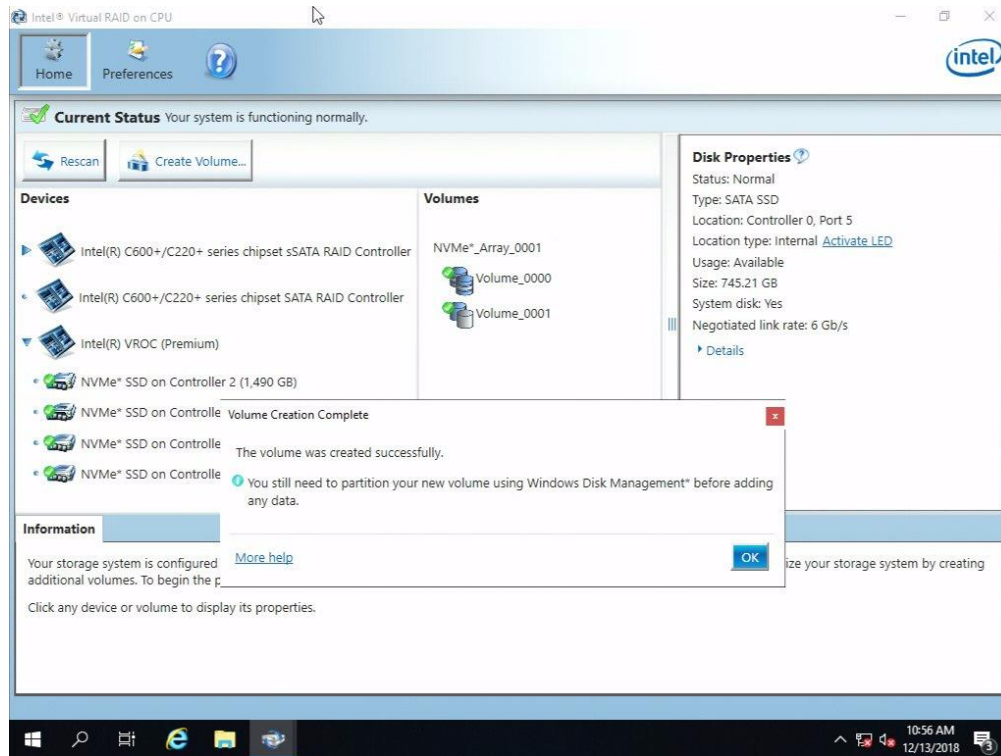 Intel® Virtual RAID on CPU
Home
Preferences
intel
Current Status Your system is functioning normally.
Rescan
Create Volume...
Devices
Intel(R) C600+/C220+ series chipset sSATA RAID Controller
Intel(R) C600+/C220+ series chipset SATA RAID Controller
Intel(R) VROC (Premium)
NVMe* SSD on Controller 2 (1,490 GB)
NVMe* SSD on Controlle
NVMe* SSD on Controlle
NVMe* SSD on Controlle
Volumes
NVMe*_Array_0001
Volume_0000
Volume_0001
Disk Properties
Status: Normal
Type: SATA SSD
Location: Controller 0, Port 5
Location type: Internal Activate LED
Usage: Available
Size: 745.21 GB
System disk: Yes
Negotiated link rate: 6 Gb/s
Details
Volume Creation Complete
x
The volume was created successfully.
You still need to partition your new volume using Windows Disk Management* before adding
any data.
More help
OK
Information
Your storage system is configured ize your storage system by creating
additional volumes. To begin the p
Click any device or volume to display its properties.
10:56 AM
12/13/2018
3